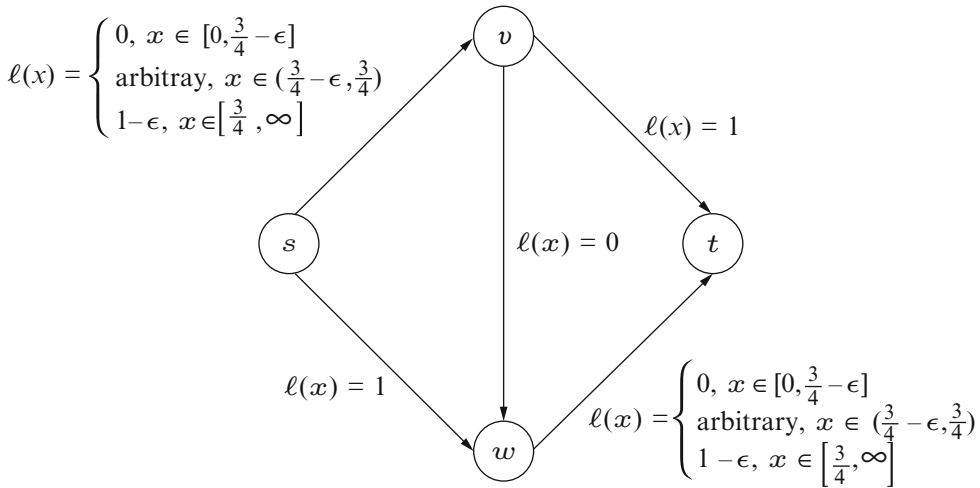 ℓ(x) = { 0, x ∈ [0, 3/4 – ϵ]
arbitray, x ∈ (3/4 – ϵ, 3/4)
1 – ϵ, x ∈ [3/4, ∞]
v
ℓ(x) = 1
s
ℓ(x) = 0
t
ℓ(x) = 1
w
ℓ(x) = { 0, x ∈ [0, 3/4 – ϵ]
arbitrary, x ∈ (3/4 – ϵ, 3/4)
1 – ϵ, x ∈ [3/4, ∞]